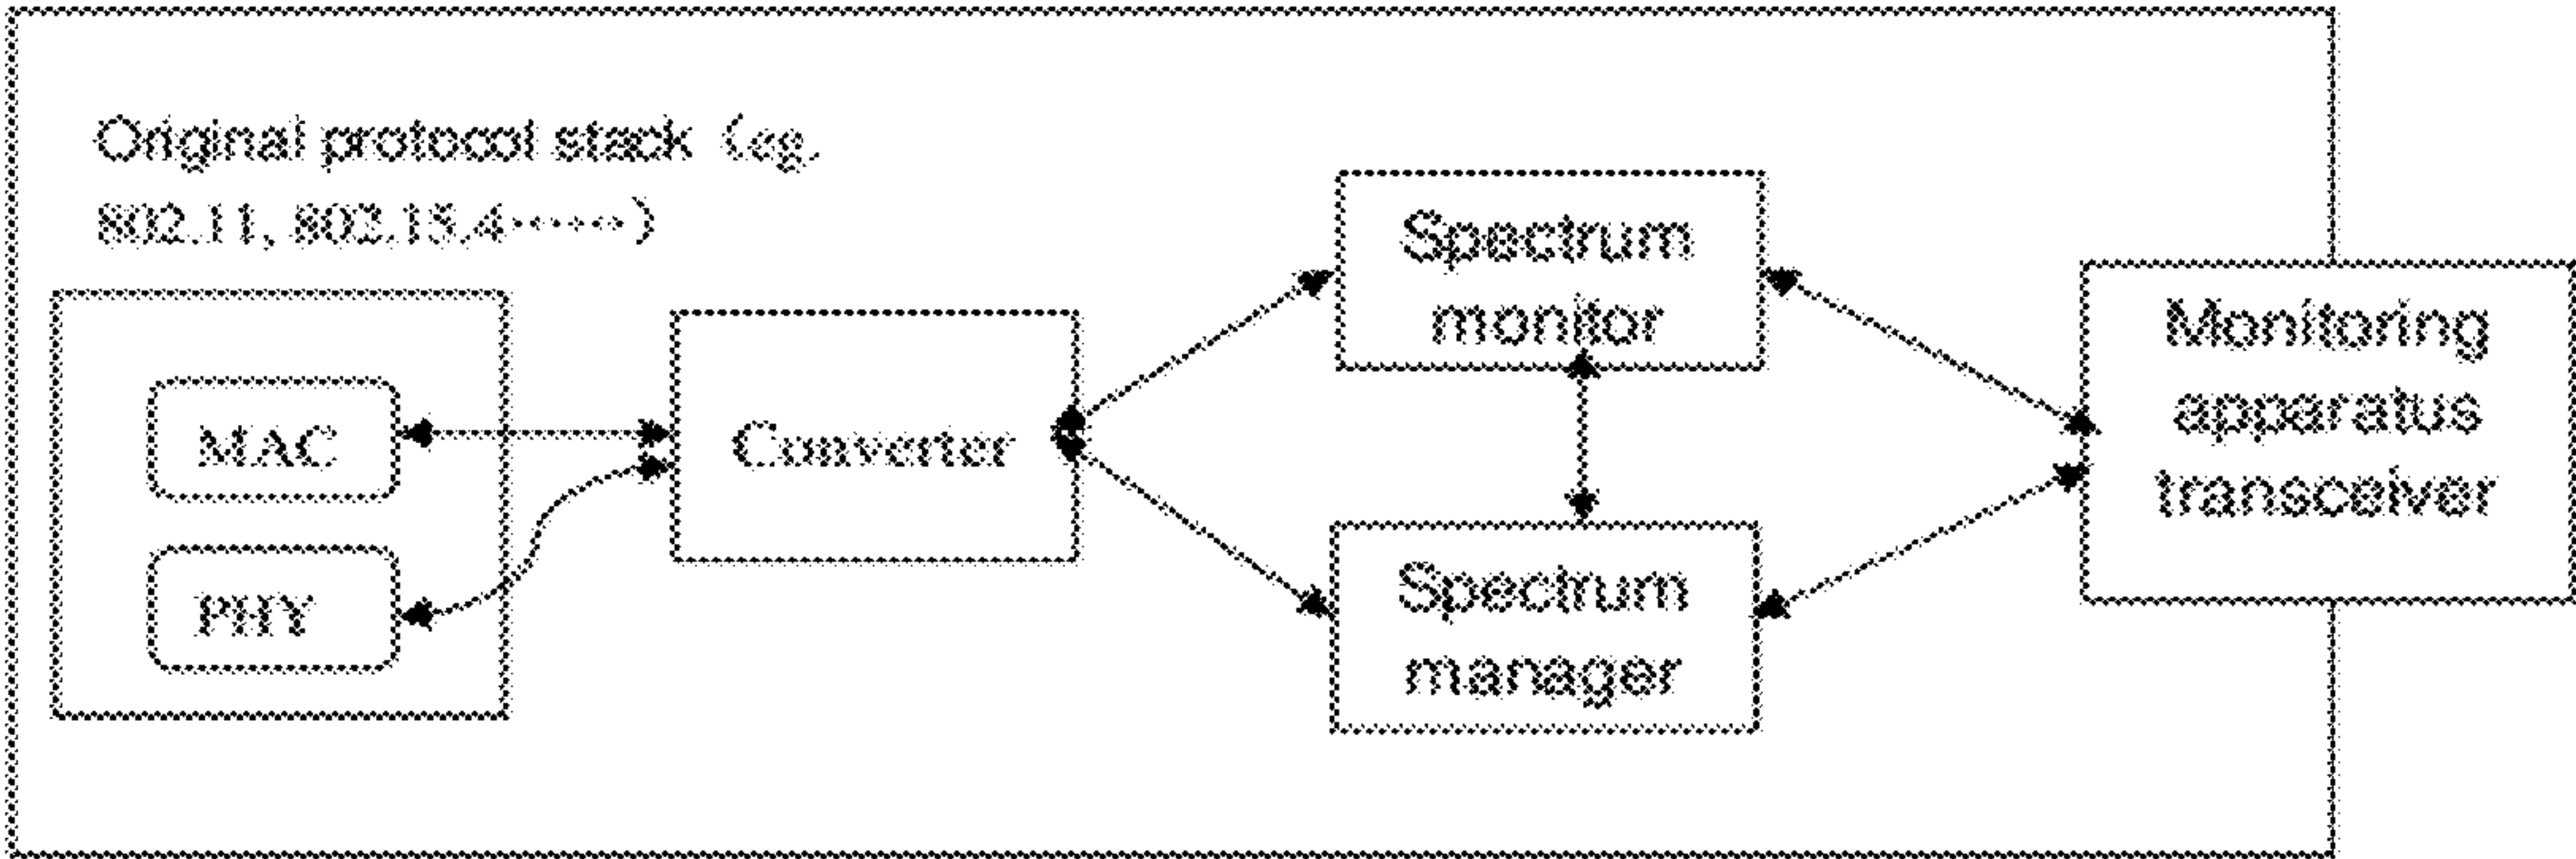 Original protocol stack (eg.
802.11, 802.15.4……)
MAC
PHY
Converter
Spectrum
monitor
Spectrum
manager
Monitoring
apparatus
transceiver